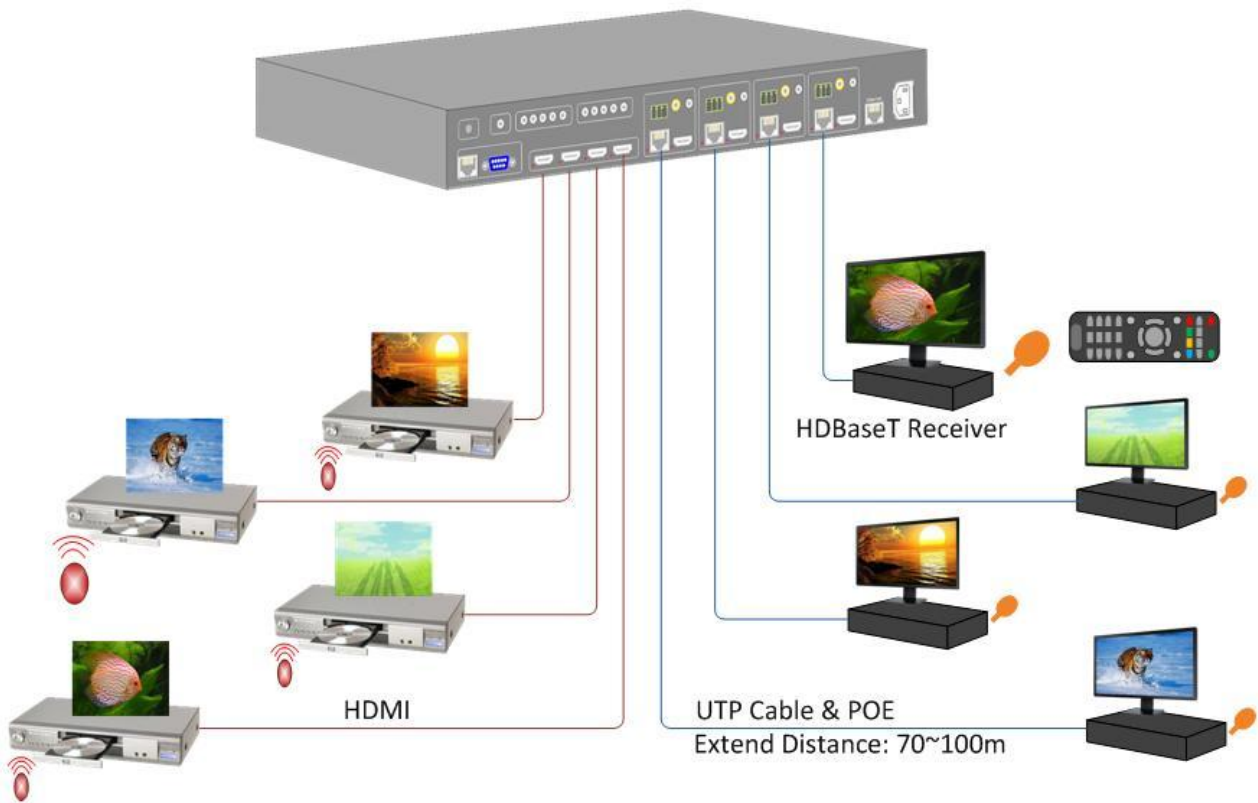 HDBaseT Receiver
HDMI
UTP Cable & POE
Extend Distance: 70~100m